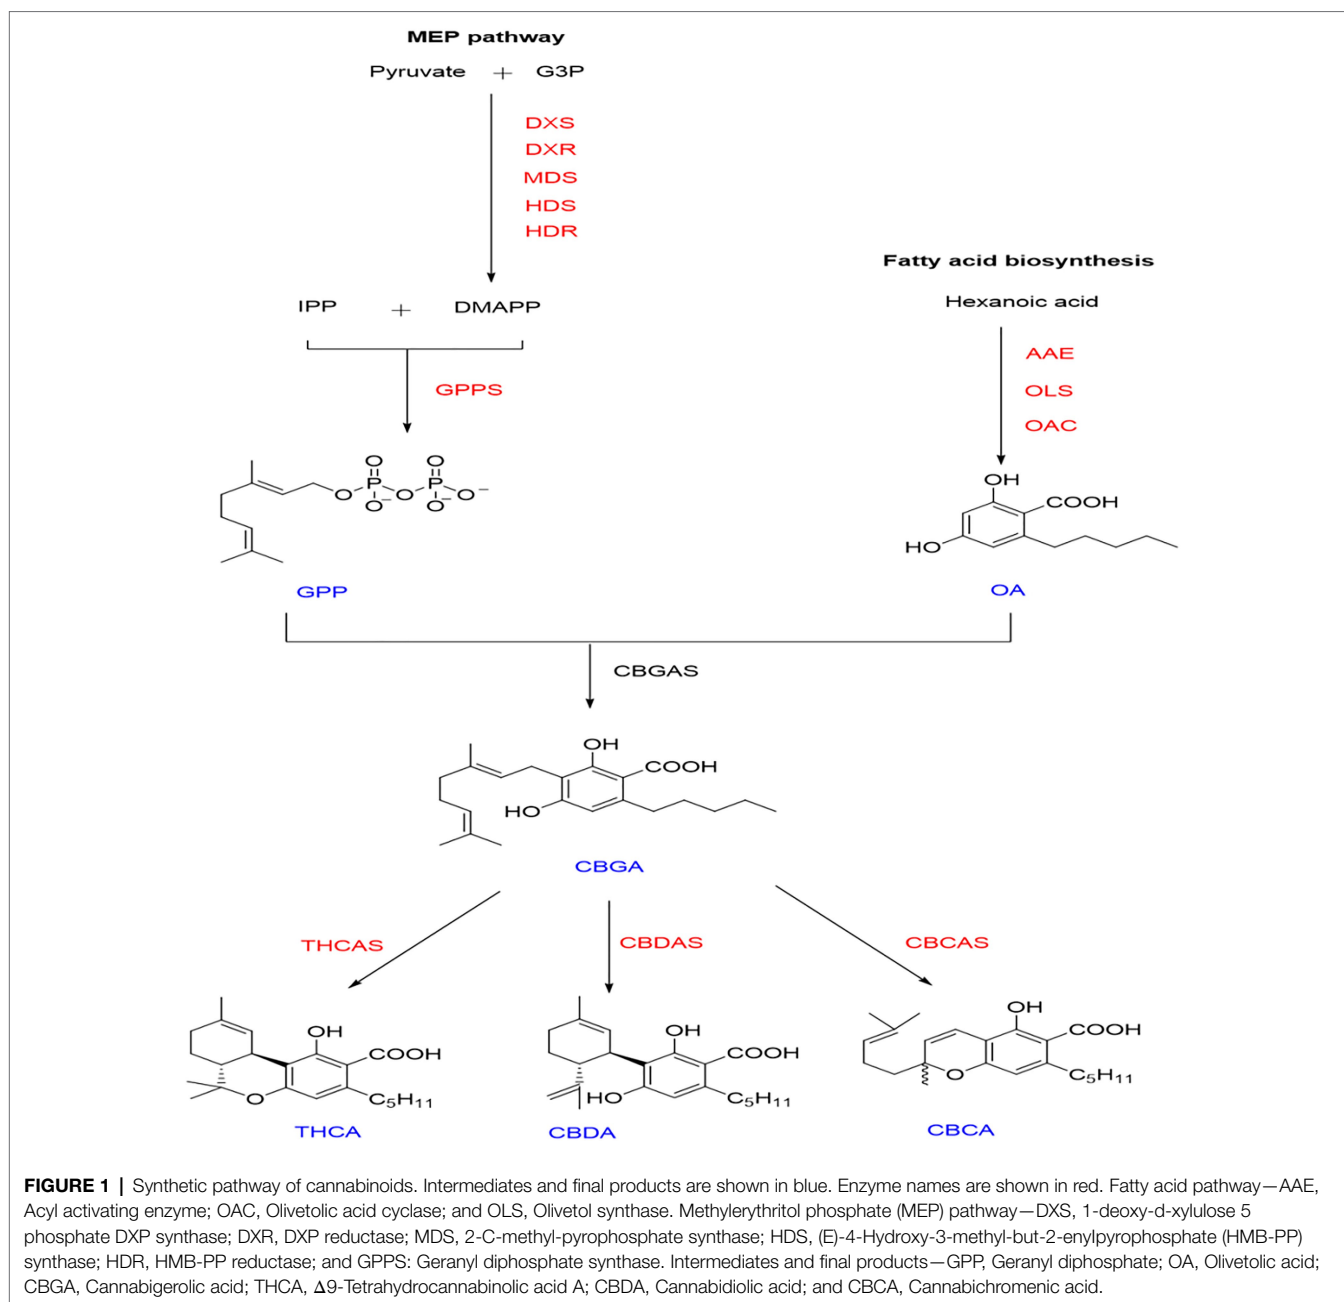 MEP pathway
Pyruvate + G3P
DXS
DXR
MDS
HDS
HDR
IPP + DMAPP
GPPS
O O
O P O P O−
O− O−
GPP
Fatty acid biosynthesis
Hexanoic acid
AAE
OLS
OAC
OH
COOH
HO
OA
CBGAS
OH
COOH
HO
CBGA
THCAS
CBDAS
CBCAS
OH
COOH
O
C5H11
THCA
OH
COOH
HO
C5H11
CBDA
OH
COOH
O
C5H11
CBCA
FIGURE 1 | Synthetic pathway of cannabinoids. Intermediates and final products are shown in blue. Enzyme names are shown in red. Fatty acid pathway—AAE,
Acyl activating enzyme; OAC, Olivetolic acid cyclase; and OLS, Olivetol synthase. Methylerythritol phosphate (MEP) pathway—DXS, 1-deoxy-d-xylulose 5
phosphate DXP synthase; DXR, DXP reductase; MDS, 2-C-methyl-pyrophosphate synthase; HDS, (E)-4-Hydroxy-3-methyl-but-2-enylpyrophosphate (HMB-PP)
synthase; HDR, HMB-PP reductase; and GPPS: Geranyl diphosphate synthase. Intermediates and final products—GPP, Geranyl diphosphate; OA, Olivetolic acid;
CBGA, Cannabigerolic acid; THCA, Δ9-Tetrahydrocannabinolic acid A; CBDA, Cannabidiolic acid; and CBCA, Cannabichromenic acid.